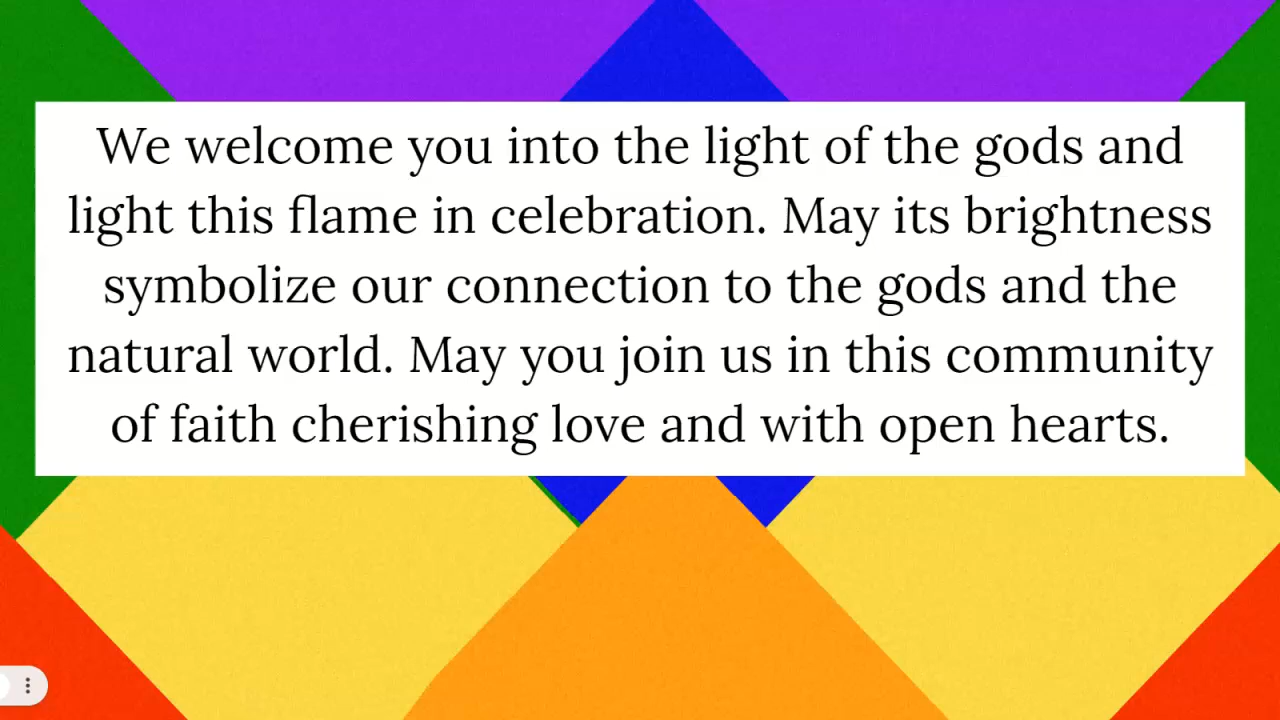 We welcome you into the light of the gods and
light this flame in celebration. May its brightness
symbolize our connection to the gods and the
natural world. May you join us in this community
of faith cherishing love and with open hearts.